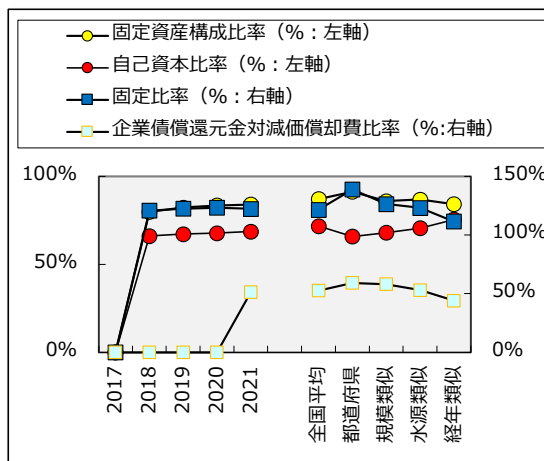 固定資産構成比率（%：左軸）
自己資本比率（%：左軸）
固定比率（%：右軸）
企業債償還元金対減価償却費比率（%:右軸）
100%
50%
0%
150%
100%
50%
0%
2017
2018
2019
2020
2021
全国平均
都道府県
規模類似
水源類似
経年類似